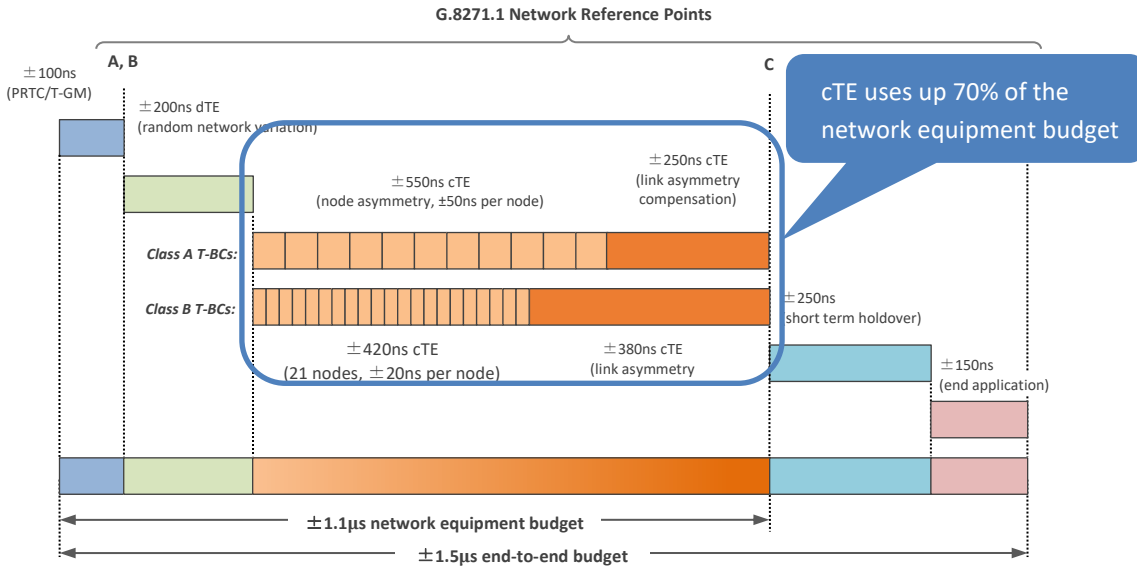 G.8271.1 Network Reference Points
A, B
C
±100ns
(PRTC/T-GM)
±200ns dTE
(random network variation)
cTE uses up 70% of the
network equipment budget
±550ns cTE
(node asymmetry, ±50ns per node)
±250ns cTE
(link asymmetry
compensation)
Class A T-BCs:
Class B T-BCs:
±420ns cTE
(21 nodes, ±20ns per node)
±380ns cTE
(link asymmetry
±250ns
(short term holdover)
±150ns
(end application)
±1.1µs network equipment budget
±1.5µs end-to-end budget